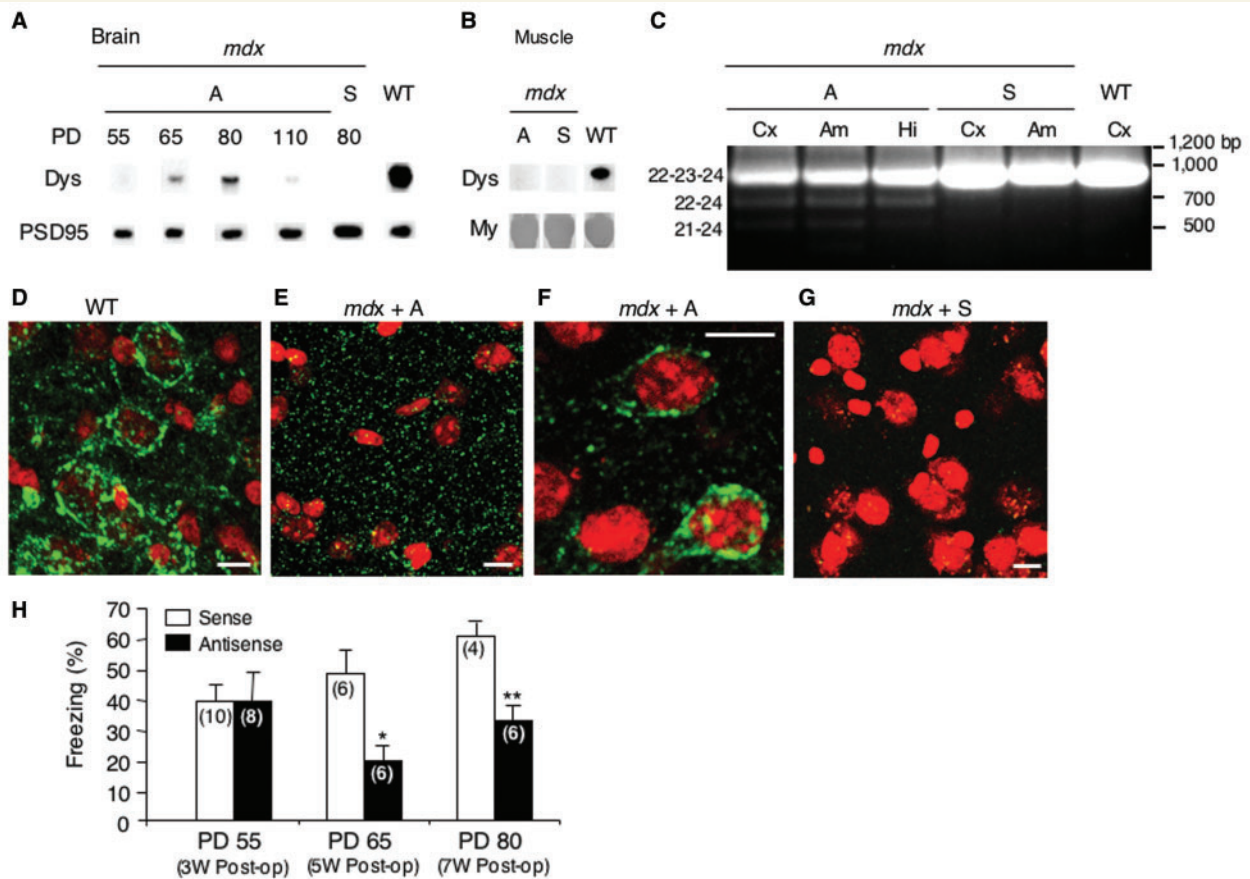 A
Brain
mdx
A S WT
PD 55 65 80 110 80
Dys
PSD95
B
Muscle
mdx
A S WT
Dys
My
C
mdx
A S WT
Cx Am Hi Cx Am Cx
1,200 bp
1,000
22-23-24
700
22-24
500
21-24
D WT
E mdx + A
F mdx + A
G mdx + S
H
70
60
50
40
30
20
10
0
Freezing (%)
Sense
Antisense
(10) (8)
(6) * (6)
(4) ** (6)
PD 55 PD 65 PD 80
(3W Post-op) (5W Post-op) (7W Post-op)